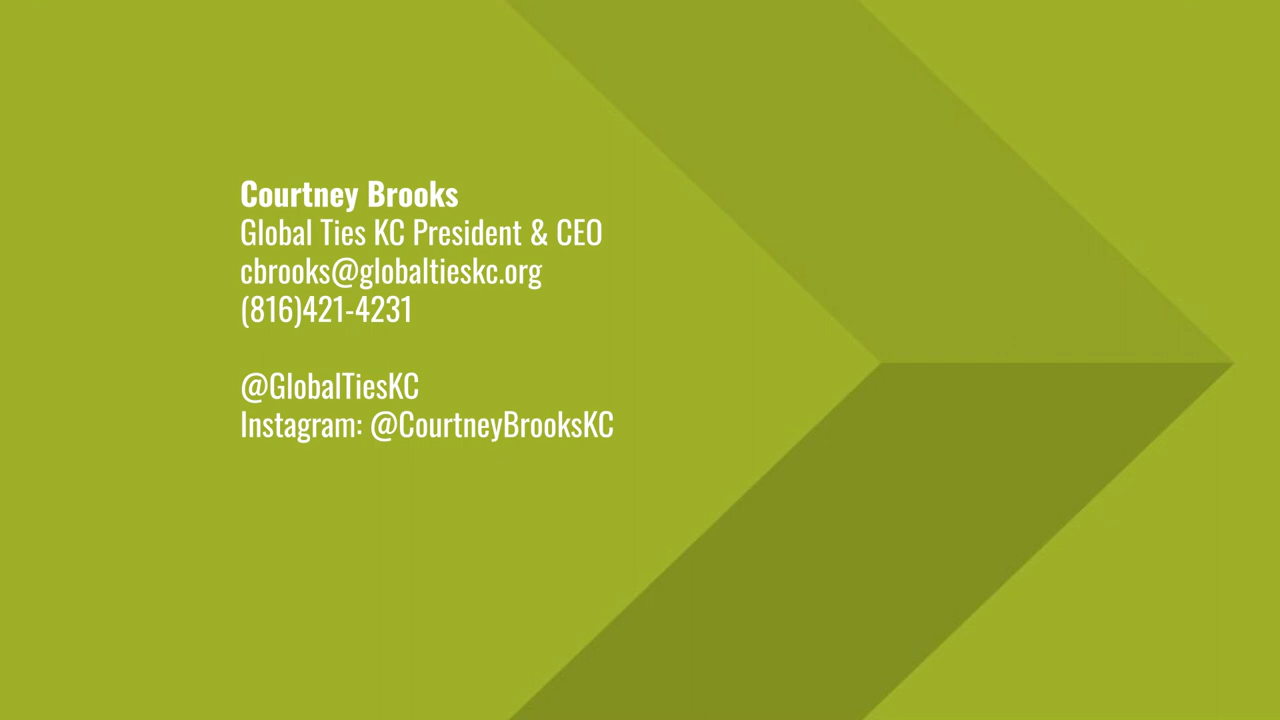 Courtney Brooks
Global Ties KC President & CEO
cbrooks@globaltieskc.org
(816)421-4231
@GlobalTiesKC
Instagram: @CourtneyBrooksKC